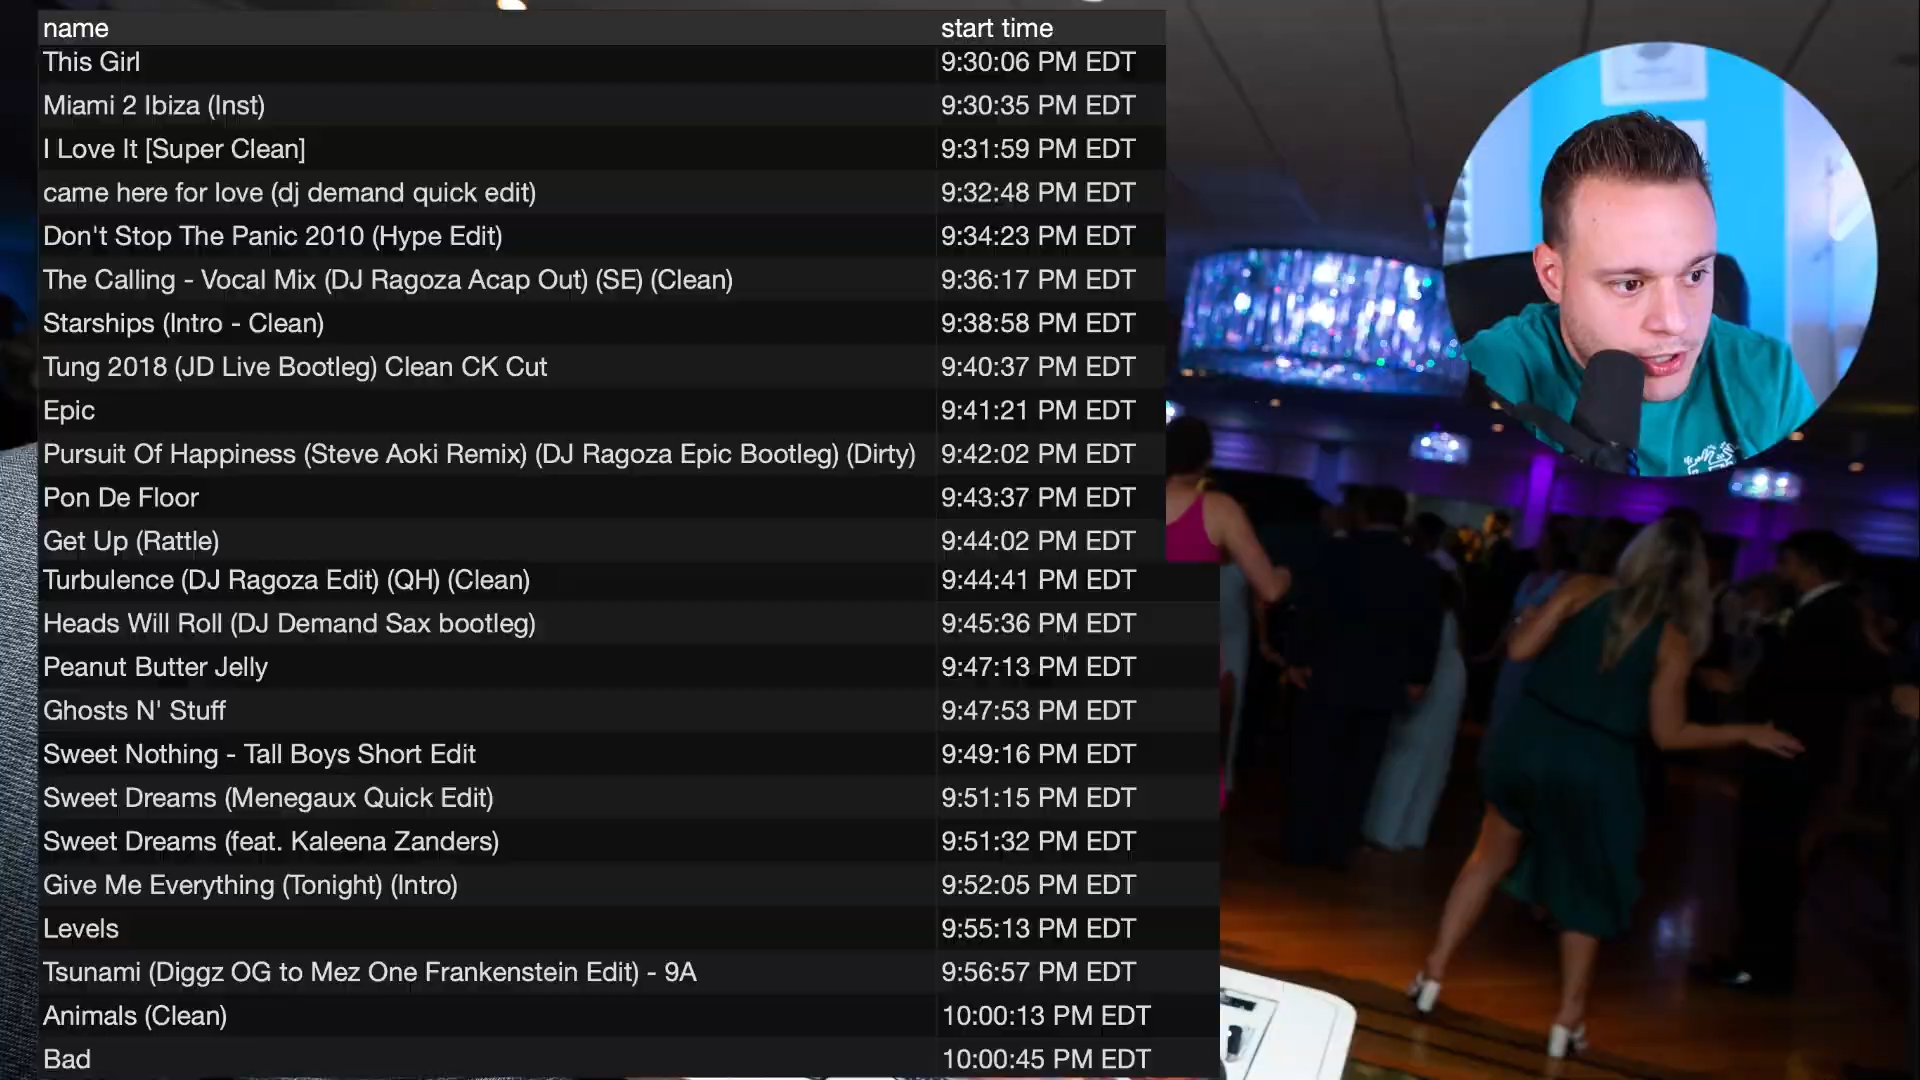 name start time
This Girl 9:30:06 PM EDT
Miami 2 Ibiza (Inst) 9:30:35 PM EDT
I Love It [Super Clean] 9:31:59 PM EDT
came here for love (dj demand quick edit) 9:32:48 PM EDT
Don't Stop The Panic 2010 (Hype Edit) 9:34:23 PM EDT
The Calling - Vocal Mix (DJ Ragoza Acap Out) (SE) (Clean) 9:36:17 PM EDT
Starships (Intro - Clean) 9:38:58 PM EDT
Tung 2018 (JD Live Bootleg) Clean CK Cut 9:40:37 PM EDT
Epic 9:41:21 PM EDT
Pursuit Of Happiness (Steve Aoki Remix) (DJ Ragoza Epic Bootleg) (Dirty) 9:42:02 PM EDT
Pon De Floor 9:43:37 PM EDT
Get Up (Rattle) 9:44:02 PM EDT
Turbulence (DJ Ragoza Edit) (QH) (Clean) 9:44:41 PM EDT
Heads Will Roll (DJ Demand Sax bootleg) 9:45:36 PM EDT
Peanut Butter Jelly 9:47:13 PM EDT
Ghosts N' Stuff 9:47:53 PM EDT
Sweet Nothing - Tall Boys Short Edit 9:49:16 PM EDT
Sweet Dreams (Menegaux Quick Edit) 9:51:15 PM EDT
Sweet Dreams (feat. Kaleena Zanders) 9:51:32 PM EDT
Give Me Everything (Tonight) (Intro) 9:52:05 PM EDT
Levels 9:55:13 PM EDT
Tsunami (Diggz OG to Mez One Frankenstein Edit) - 9A 9:56:57 PM EDT
Animals (Clean) 10:00:13 PM EDT
Bad 10:00:45 PM EDT